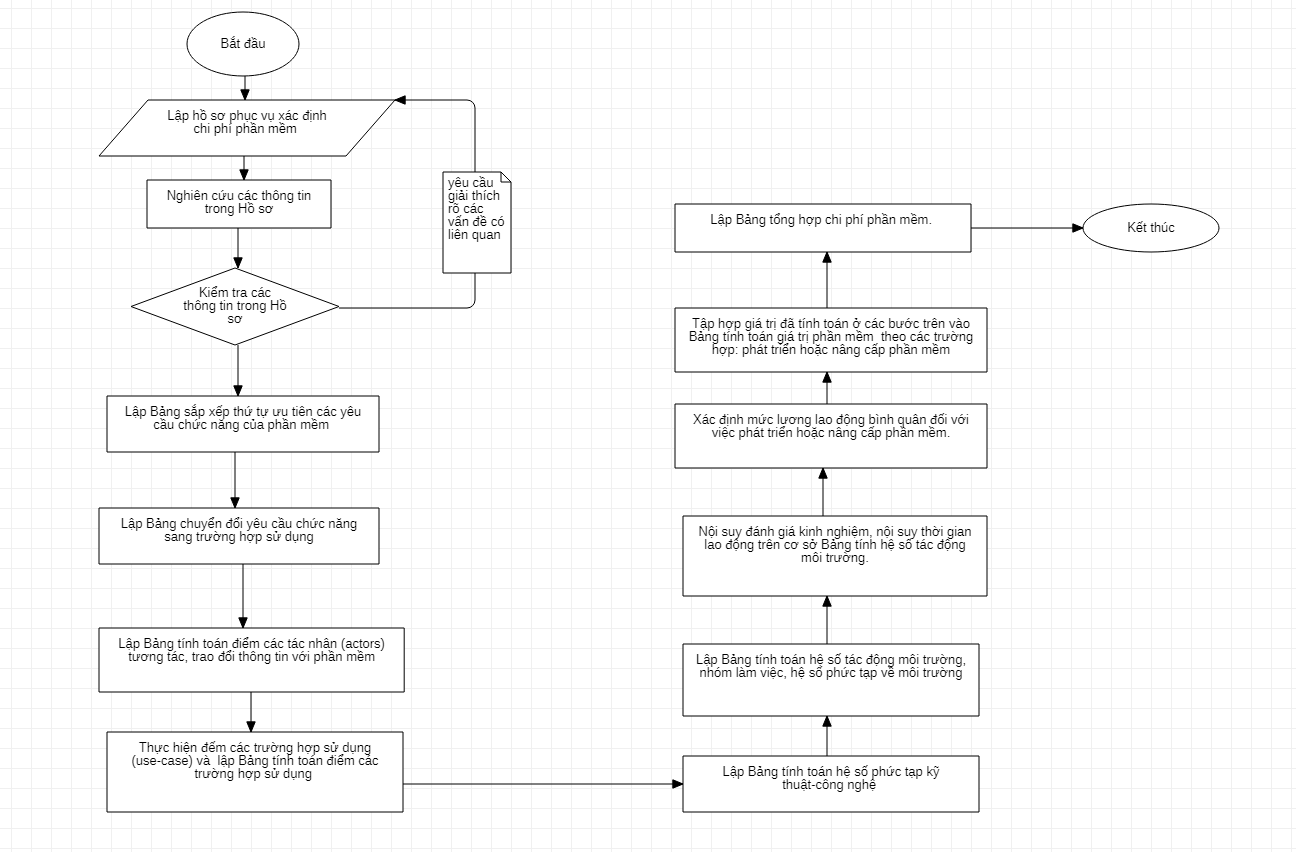 Bắt đầu
Lập hồ sơ phục vụ xác định
chi phí phần mềm
Nghiên cứu các thông tin
trong Hồ sơ
yêu cầu
giải thích
rõ các
vấn đề có
liên quan
Kiểm tra các
thông tin trong Hồ
sơ
Lập Bảng sắp xếp thứ tự ưu tiên các yêu
cầu chức năng của phần mềm
Lập Bảng chuyển đổi yêu cầu chức năng
sang trường hợp sử dụng
Lập Bảng tính toán điểm các tác nhân (actors)
tương tác, trao đổi thông tin với phần mềm
Thực hiện đếm các trường hợp sử dụng
(use-case) và  lập Bảng tính toán điểm các
trường hợp sử dụng
Lập Bảng tính toán hệ số phức tạp kỹ
thuật-công nghệ
Lập Bảng tính toán hệ số tác động môi trường,
nhóm làm việc, hệ số phức tạp về môi trường
Nội suy đánh giá kinh nghiệm, nội suy thời gian
lao động trên cơ sở Bảng tính hệ số tác động
môi trường.
Xác định mức lương lao động bình quân đối với
việc phát triển hoặc nâng cấp phần mềm.
Tập hợp giá trị đã tính toán ở các bước trên vào
Bảng tính toán giá trị phần mềm  theo các trường
hợp: phát triển hoặc nâng cấp phần mềm
Lập Bảng tổng hợp chi phí phần mềm.
Kết thúc